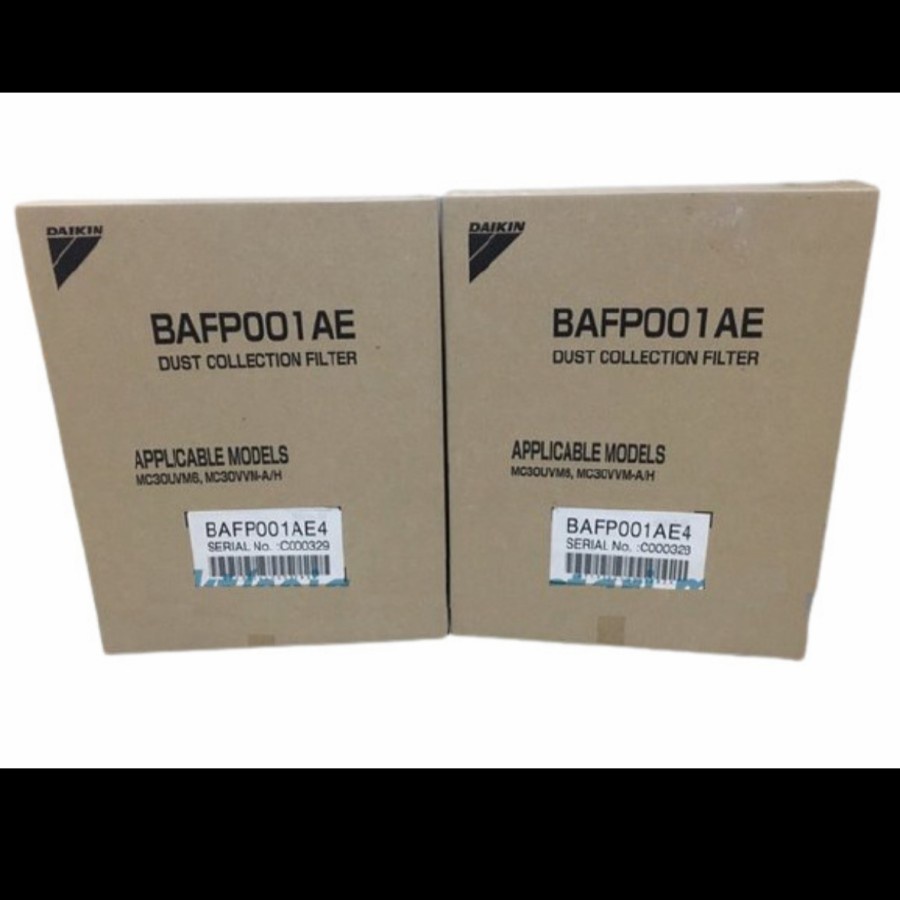 DAIKIN
BAFP001AE
DUST COLLECTION FILTER
APPLICABLE MODELS
MC30UVM6, MC30VVM-A/H
BAFP001AE4
SERIAL No. :C000329
DAIKIN
BAFP001AE
DUST COLLECTION FILTER
APPLICABLE MODELS
MC30UVM6, MC30VVM-A/H
BAFP001AE4
SERIAL No. :C000328